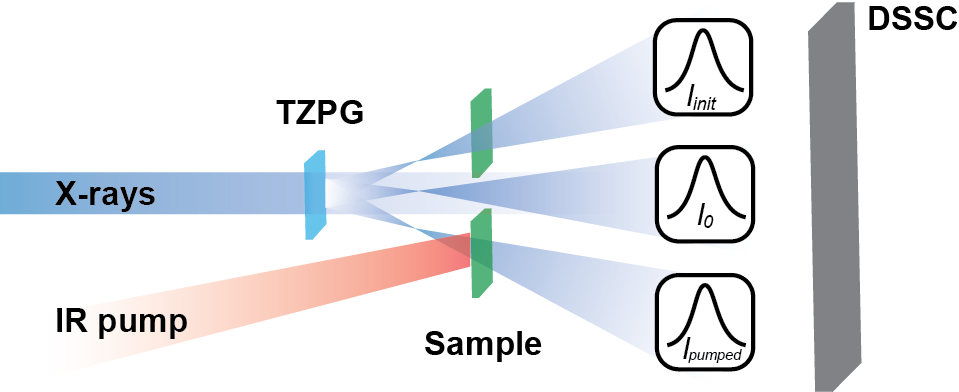 DSSC
TZPG
I_init
X-rays
I_0
IR pump
Sample
I_pumped